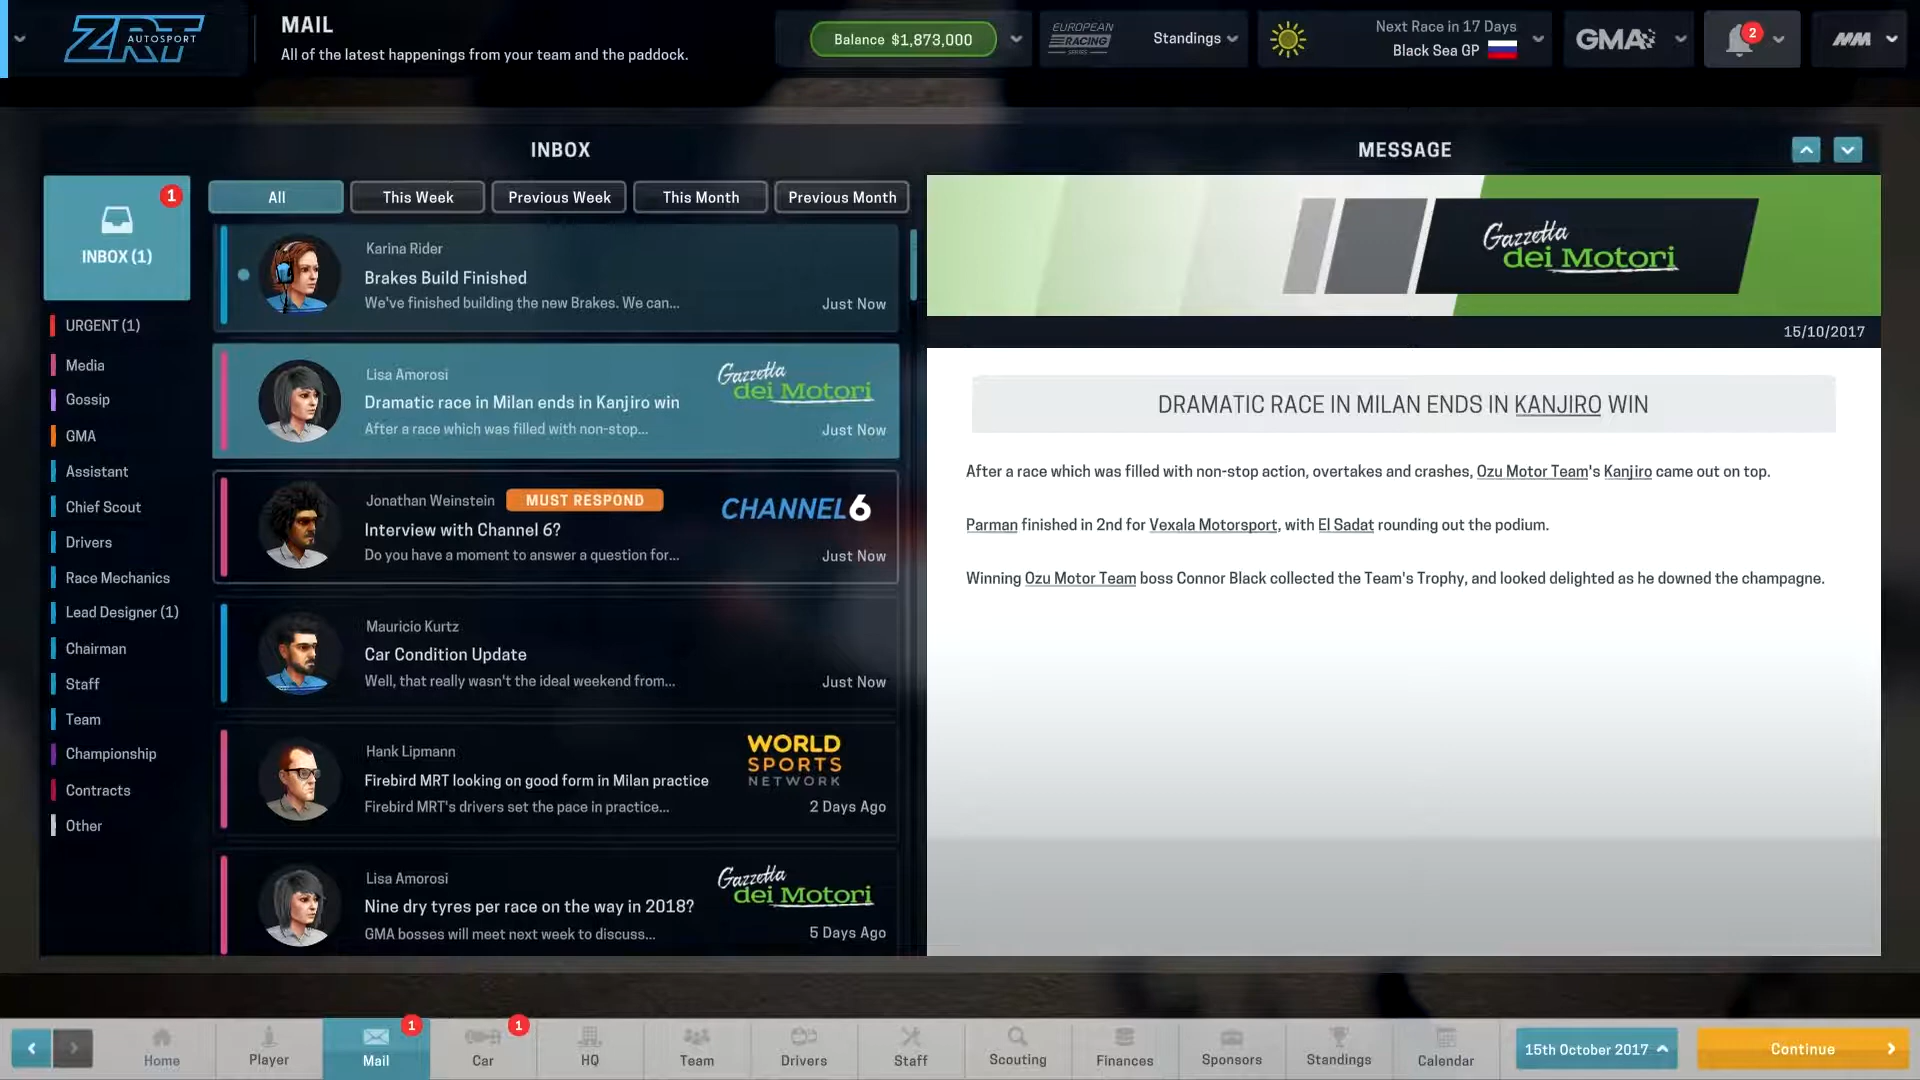 ZRT AUTOSPORT
MAIL
All of the latest happenings from your team and the paddock.
Balance $1,873,000
EUROPEAN RACING SERIES
Standings
Next Race in 17 Days
Black Sea GP
GMA
2
MM
INBOX
MESSAGE
1
INBOX (1)
All
This Week
Previous Week
This Month
Previous Month
URGENT (1)
Media
Gossip
GMA
Assistant
Chief Scout
Drivers
Race Mechanics
Lead Designer (1)
Chairman
Staff
Team
Championship
Contracts
Other
Karina Rider
Brakes Build Finished
We've finished building the new Brakes. We can...
Just Now
Lisa Amorosi
Gazzetta dei Motori
Dramatic race in Milan ends in Kanjiro win
After a race which was filled with non-stop...
Just Now
Jonathan Weinstein
MUST RESPOND
CHANNEL6
Interview with Channel 6?
Do you have a moment to answer a question for...
Just Now
Mauricio Kurtz
Car Condition Update
Well, that really wasn't the ideal weekend from...
Just Now
Hank Lipmann
WORLD SPORTS NETWORK
Firebird MRT looking on good form in Milan practice
Firebird MRT's drivers set the pace in practice...
2 Days Ago
Lisa Amorosi
Gazzetta dei Motori
Nine dry tyres per race on the way in 2018?
GMA bosses will meet next week to discuss...
5 Days Ago
Gazzetta
dei Motori
15/10/2017
DRAMATIC RACE IN MILAN ENDS IN KANJIRO WIN
After a race which was filled with non-stop action, overtakes and crashes, Ozu Motor Team's Kanjiro came out on top.
Parman finished in 2nd for Vexala Motorsport, with El Sadat rounding out the podium.
Winning Ozu Motor Team boss Connor Black collected the Team's Trophy, and looked delighted as he downed the champagne.
Home
Player
1
Mail
1
Car
HQ
Team
Drivers
Staff
Scouting
Finances
Sponsors
Standings
Calendar
15th October 2017
Continue